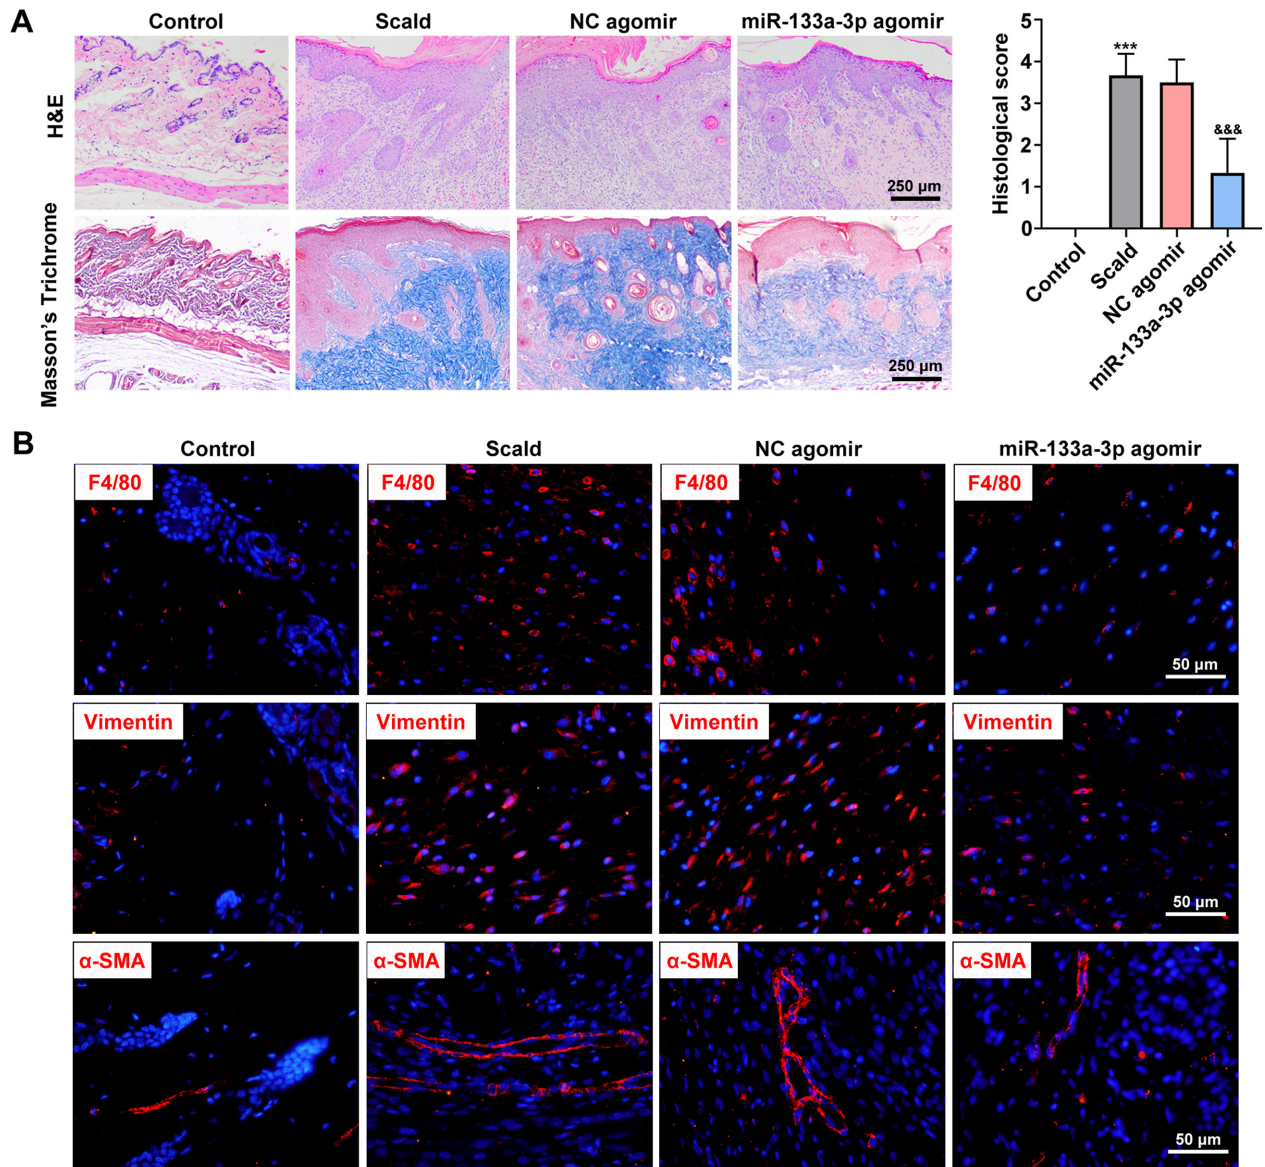 A
Control
Scald
NC agomir
miR-133a-3p agomir
H&E
250 μm
Masson's Trichrome
250 μm
Histological score
4
3
2
1
0
***
&&&
Control
Scald
NC agomir
miR-133a-3p agomir
B
Control
Scald
NC agomir
miR-133a-3p agomir
F4/80
F4/80
F4/80
F4/80
50 μm
Vimentin
Vimentin
Vimentin
Vimentin
50 μm
α-SMA
α-SMA
α-SMA
α-SMA
50 μm